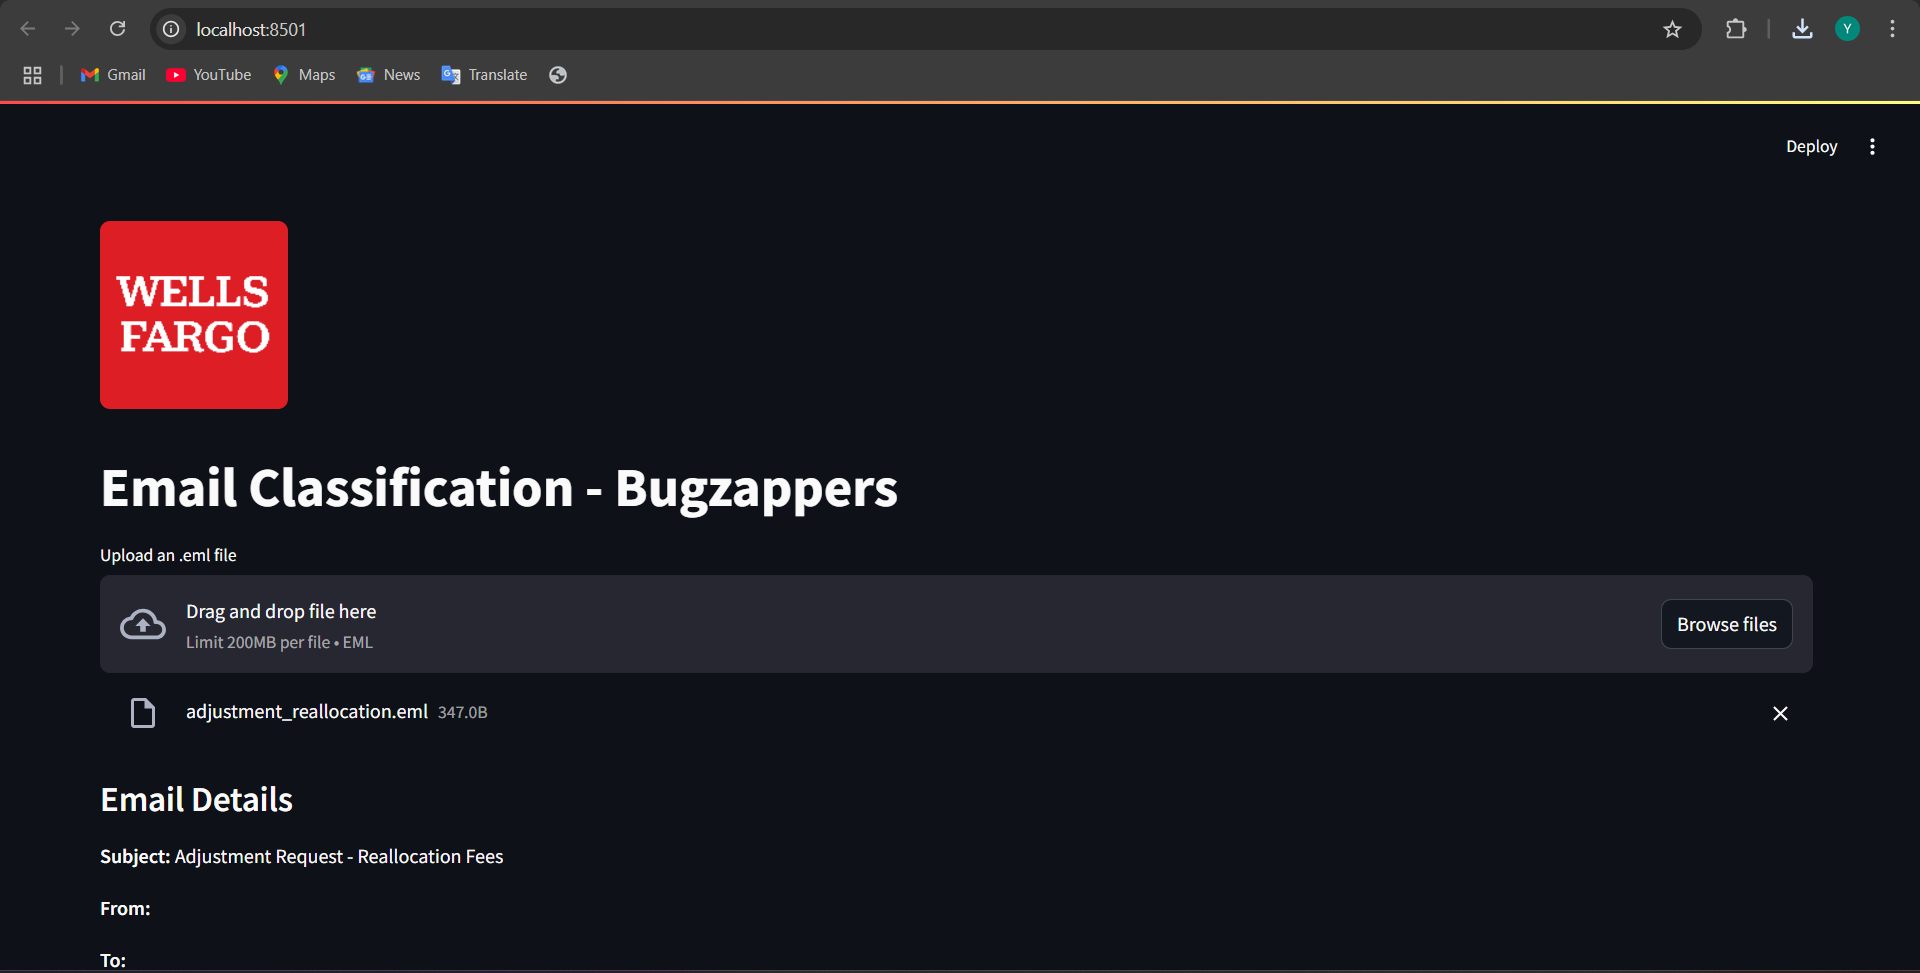 localhost:8501
Y
Gmail
YouTube
Maps
News
Translate
Deploy
WELLS
FARGO
Email Classification - Bugzappers
Upload an .eml file
Drag and drop file here
Limit 200MB per file • EML
Browse files
adjustment_reallocation.eml 347.0B
Email Details
Subject: Adjustment Request - Reallocation Fees
From:
To: